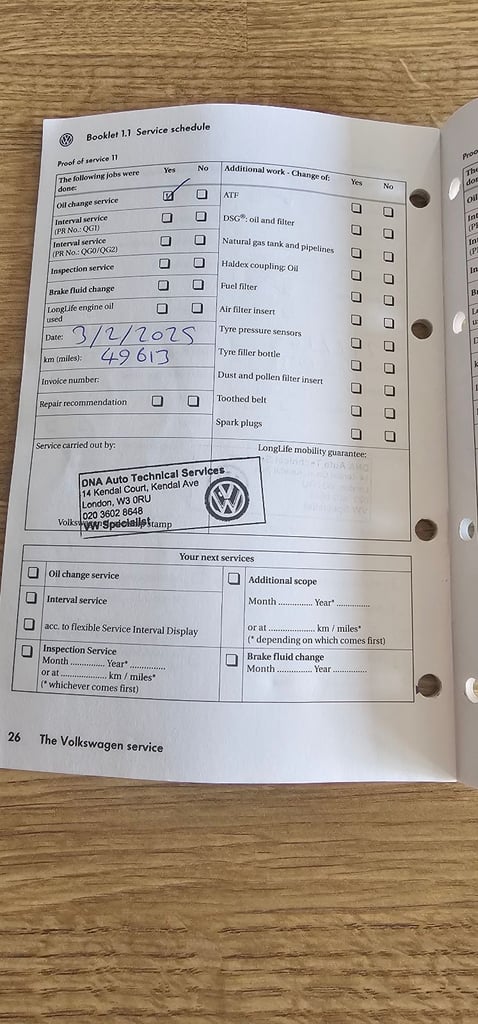 Booklet 1.1 Service schedule
Proof of service 11
The following jobs were done: Yes No
Oil change service
Interval service
(PR No.: QG1)
Interval service
(PR No.: QG0/QG2)
Inspection service
Brake fluid change
LongLife engine oil
used
Date: 3/2/2025
km (miles): 49613
Invoice number:
Repair recommendation
Additional work - Change of: Yes No
ATF
DSG®: oil and filter
Natural gas tank and pipelines
Haldex coupling: Oil
Fuel filter
Air filter insert
Tyre pressure sensors
Tyre filler bottle
Dust and pollen filter insert
Toothed belt
Spark plugs
Service carried out by:
DNA Auto Technical Services
14 Kendal Court, Kendal Ave
London, W3 0RU
020 3602 8648
VW Specialist
stamp
LongLife mobility guarantee:
Your next services
Oil change service
Interval service
acc. to flexible Service Interval Display
Inspection Service
Month ............ Year* ............
or at ................ km / miles*
(* whichever comes first)
Additional scope
Month ............ Year* ............
or at ................ km / miles*
(* depending on which comes first)
Brake fluid change
Month ............ Year ............
26 The Volkswagen service